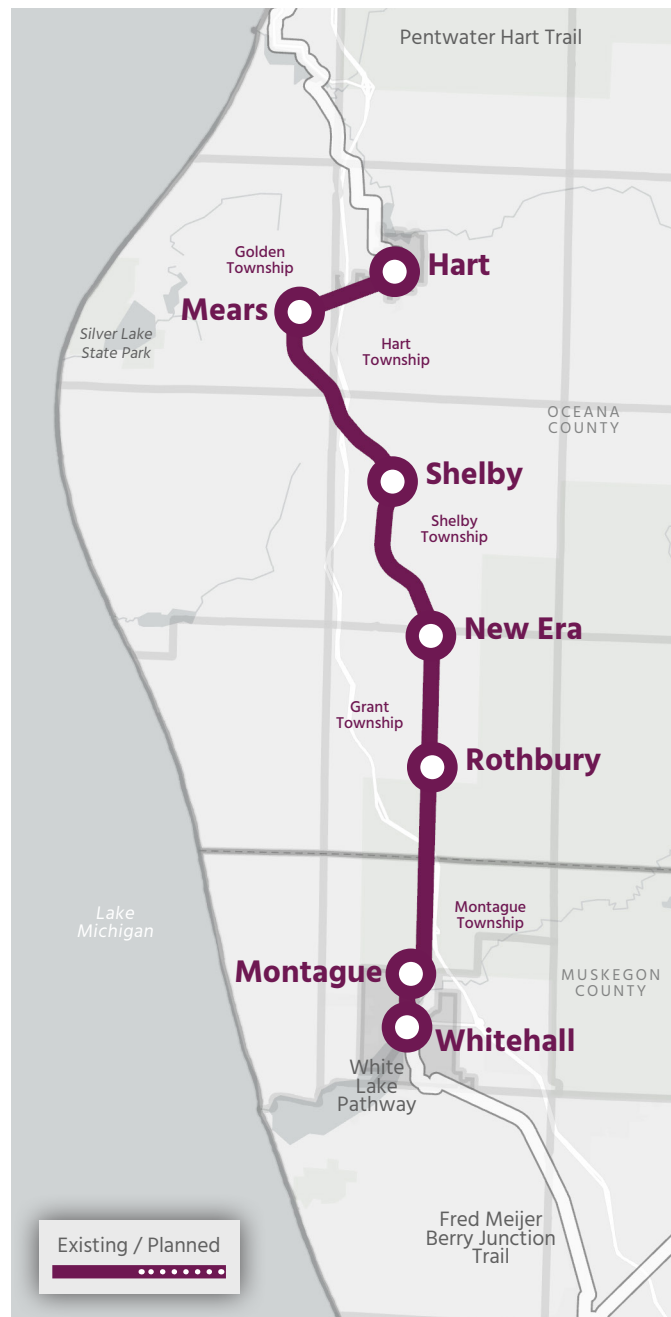 Pentwater Hart Trail
Golden
Township
Hart
Mears
Silver Lake
State Park
Hart
Township
OCEANA
COUNTY
Shelby
Shelby
Township
New Era
Grant
Township
Rothbury
Lake
Michigan
Montague
Township
Montague
MUSKEGON
COUNTY
Whitehall
White
Lake
Pathway
Fred Meijer
Berry Junction
Trail
Existing / Planned